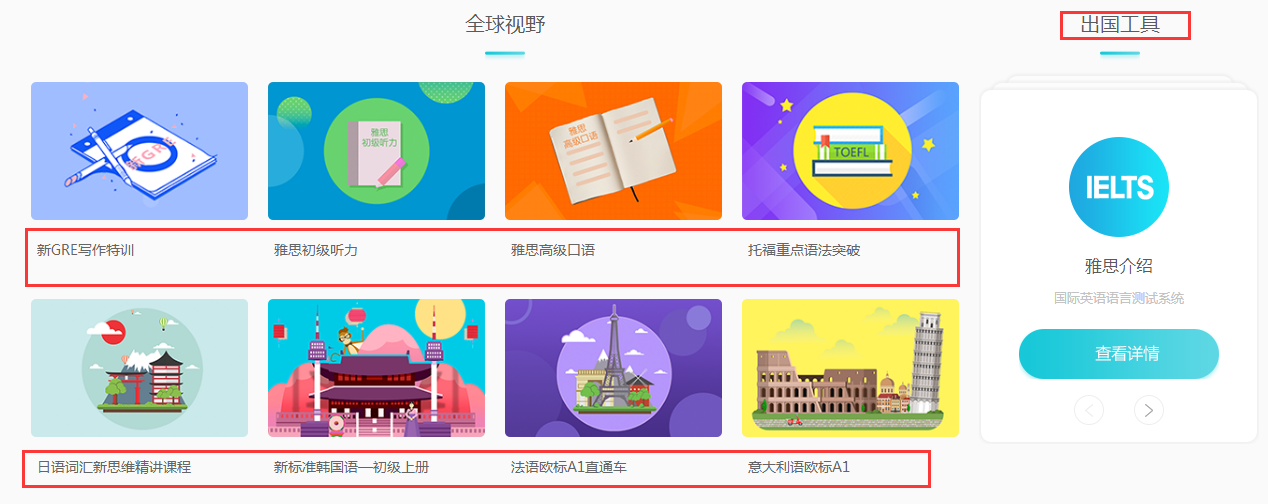 全球视野
出国工具
新GRE
雅思
初级听力
雅思
高级口语
TOEFL
新GRE写作特训
雅思初级听力
雅思高级口语
托福重点语法突破
IELTS
雅思介绍
国际英语语言测试系统
查看详情
日语词汇新思维精讲课程
新标准韩国语—初级上册
法语欧标A1直通车
意大利语欧标A1